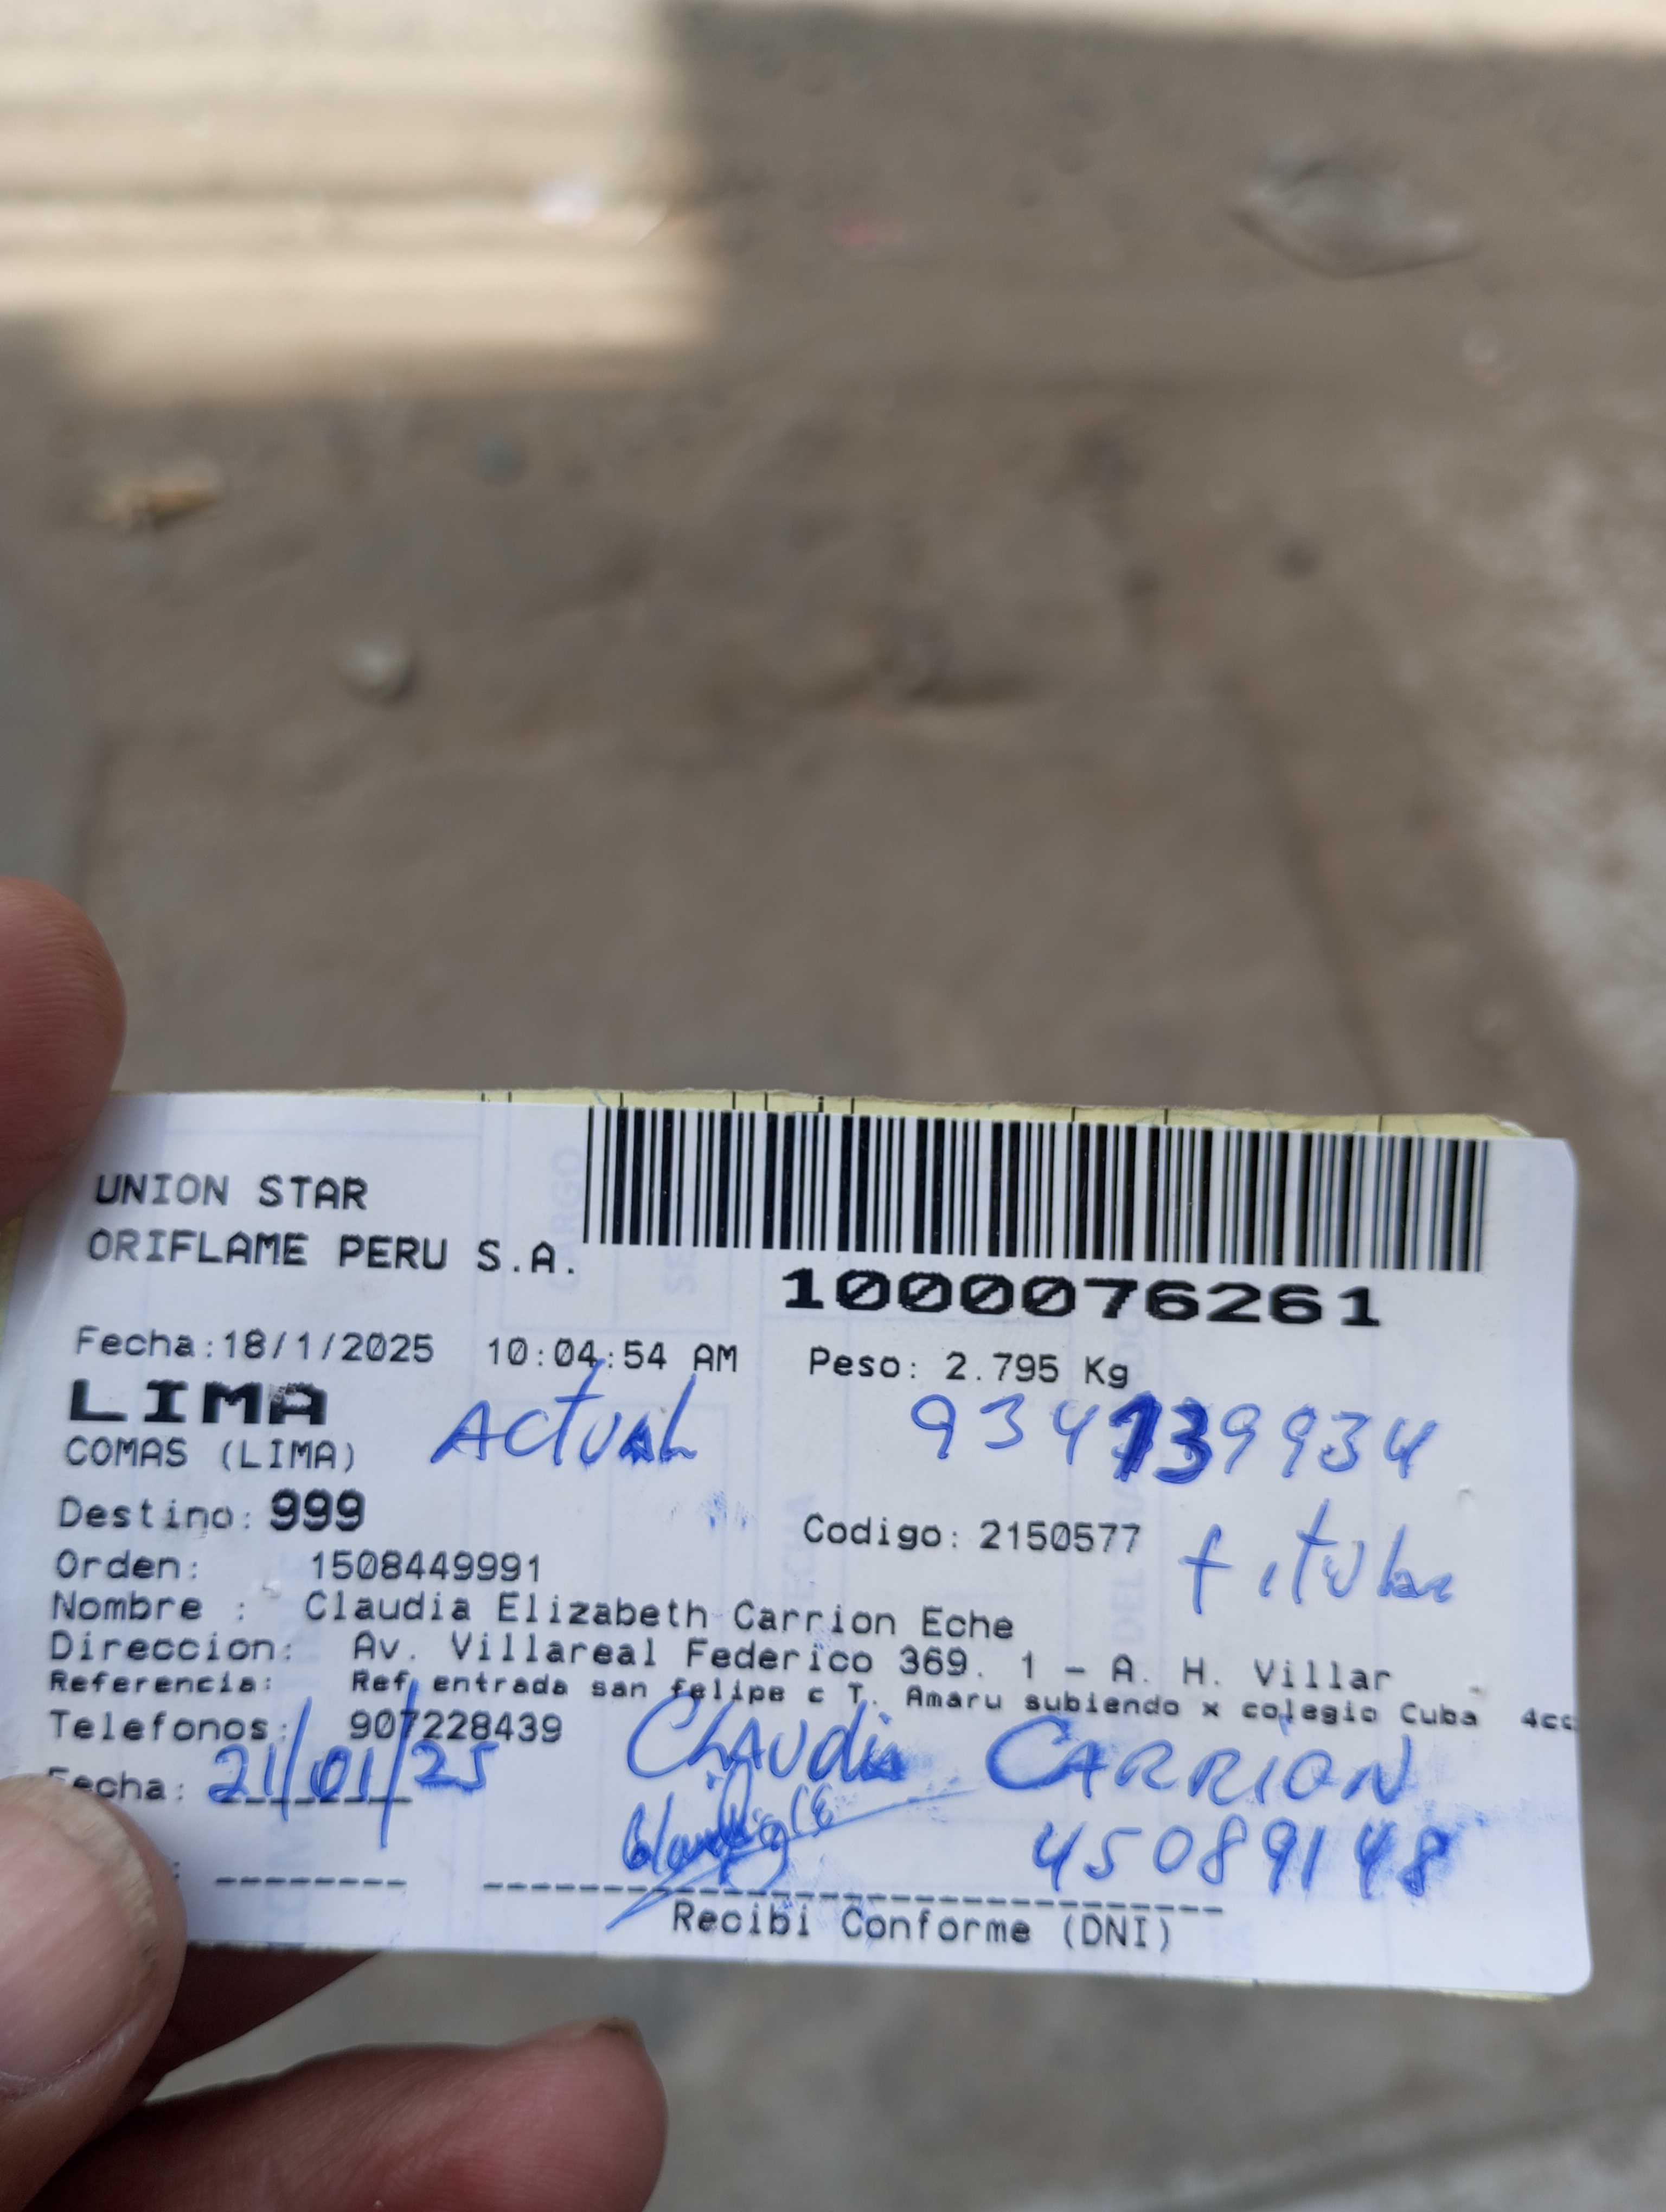 UNION STAR
ORIFLAME PERU S.A.
1000076261
Fecha:18/1/2025 10:04:54 AM Peso: 2.795 Kg
LIMA
COMAS (LIMA)
Actual 934139934
Destino: 999
Codigo: 2150577 titular
Orden: 1508449991
Nombre : Claudia Elizabeth Carrion Eche
Direccion: Av. Villareal Federico 369. 1 - A. H. Villar
Referencia: Ref. entrada san felipe c T. Amaru subiendo x colegio Cuba 4cc
Telefonos: 907228439
Claudia CARRION
Fecha: 21/01/25
45089148
Recibi Conforme (DNI)